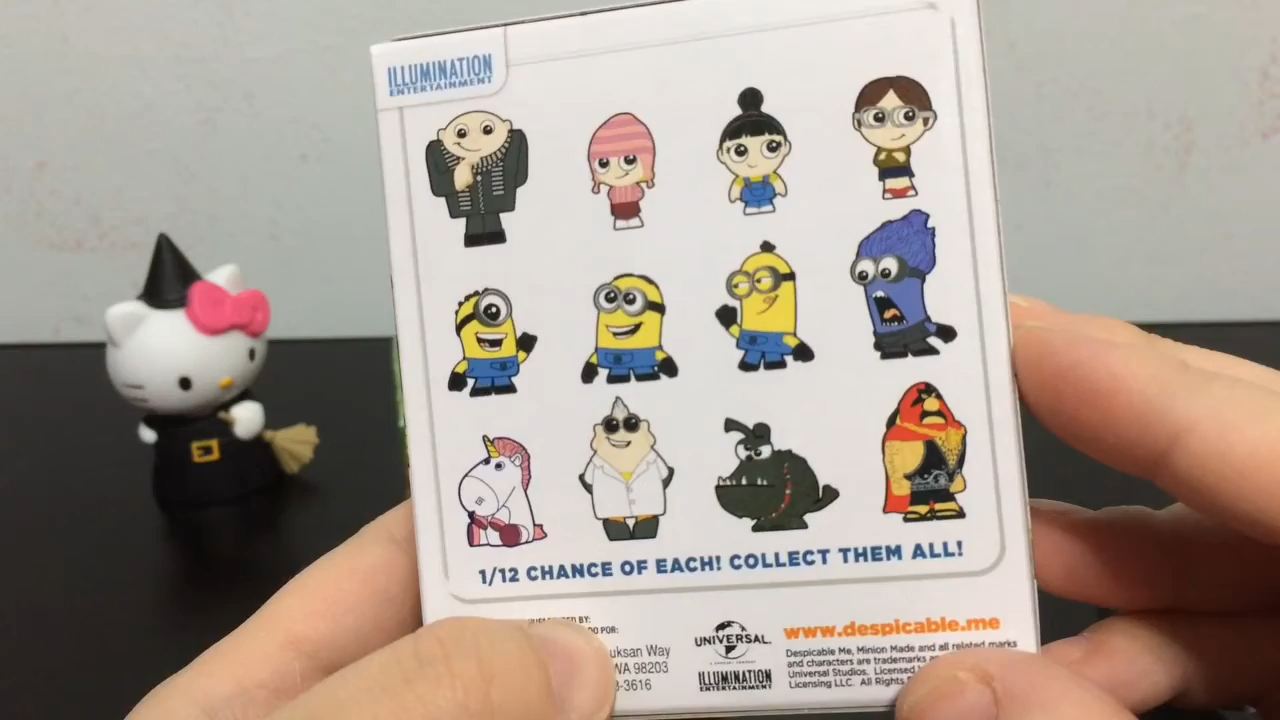 ILLUMINATION
ENTERTAINMENT
1/12 CHANCE OF EACH! COLLECT THEM ALL!
BY:
POR:
uksan Way
WA 98203
3-3616
UNIVERSAL
ILLUMINATION
ENTERTAINMENT
www.despicable.me
Despicable Me, Minion Made and all related marks
and characters are trademarks
Universal Studios. Licensed
Licensing LLC. All Rights